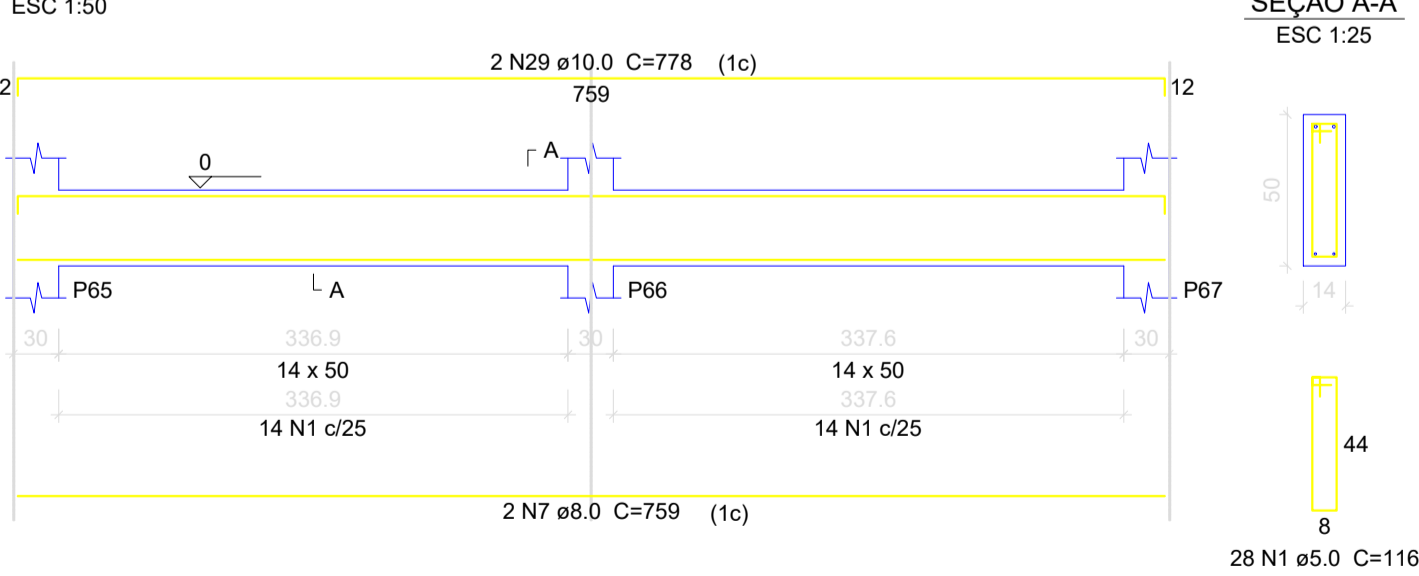 ESC 1:50
SEÇÃO A-A
ESC 1:25
2 N29 ø10.0 C=778 (1c)
2
759
12
A
0
50
14
P65
A
P66
P67
30
336.9
30
337.6
30
14 x 50
14 x 50
336.9
337.6
14 N1 c/25
14 N1 c/25
44
8
2 N7 ø8.0 C=759 (1c)
28 N1 ø5.0 C=116